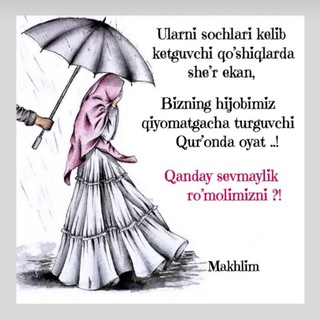 Ularni sochlari kelib
ketguvchi qo'shiqlarda
she'r ekan,
Bizning hijobimiz
qiyomatgacha turguvchi
Qur'onda oyat ..!
Qanday sevmaylik
ro'molimizni ?!
Makhlim